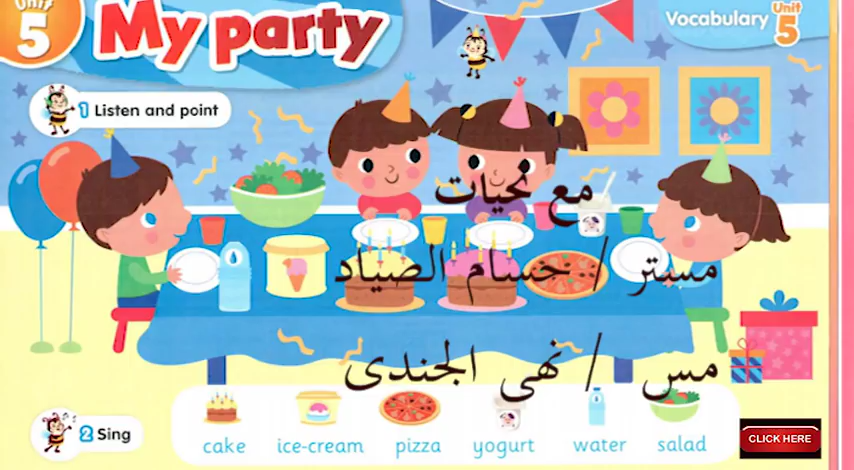 Unit 5
My party
Vocabulary Unit 5
1 Listen and point
مع تحيات
مستر / حسام الصياد
مس / نهى الجندى
cake ice-cream pizza yogurt water salad
2 Sing
CLICK HERE